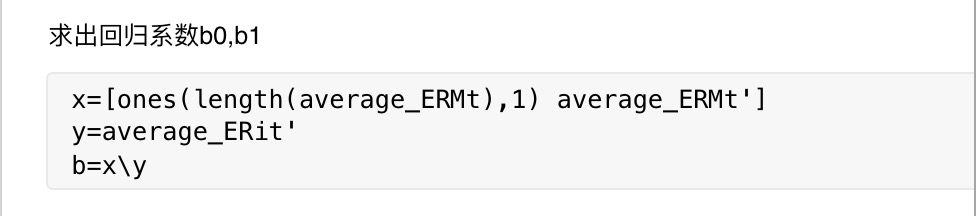 求出回归系数b0,b1
x=[ones(length(average_ERMt),1) average_ERMt']
y=average_ERit'
b=x\y